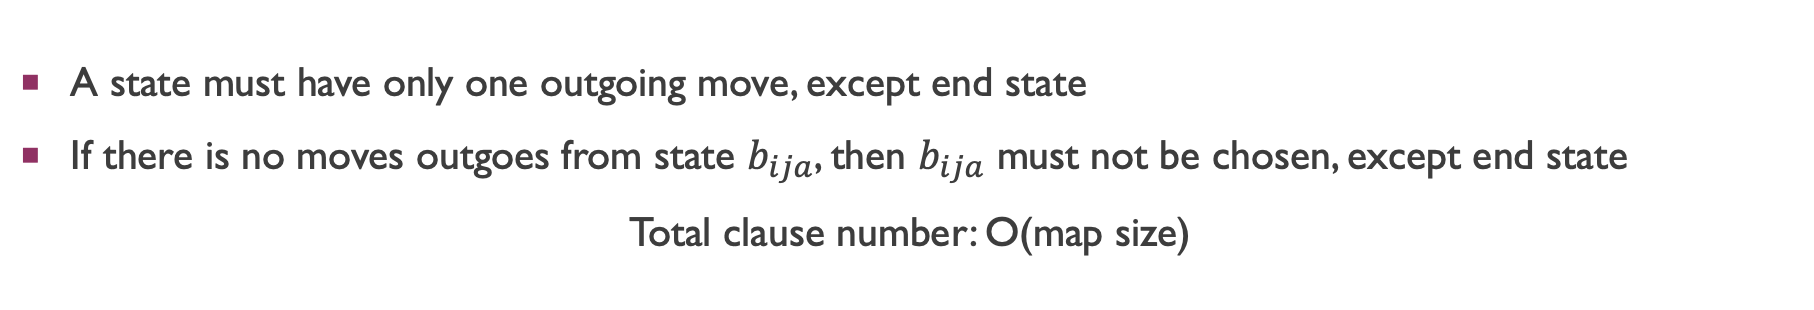 ▪ A state must have only one outgoing move, except end state
▪ If there is no moves outgoes from state $b_{ija}$, then $b_{ija}$ must not be chosen, except end state
Total clause number: O(map size)